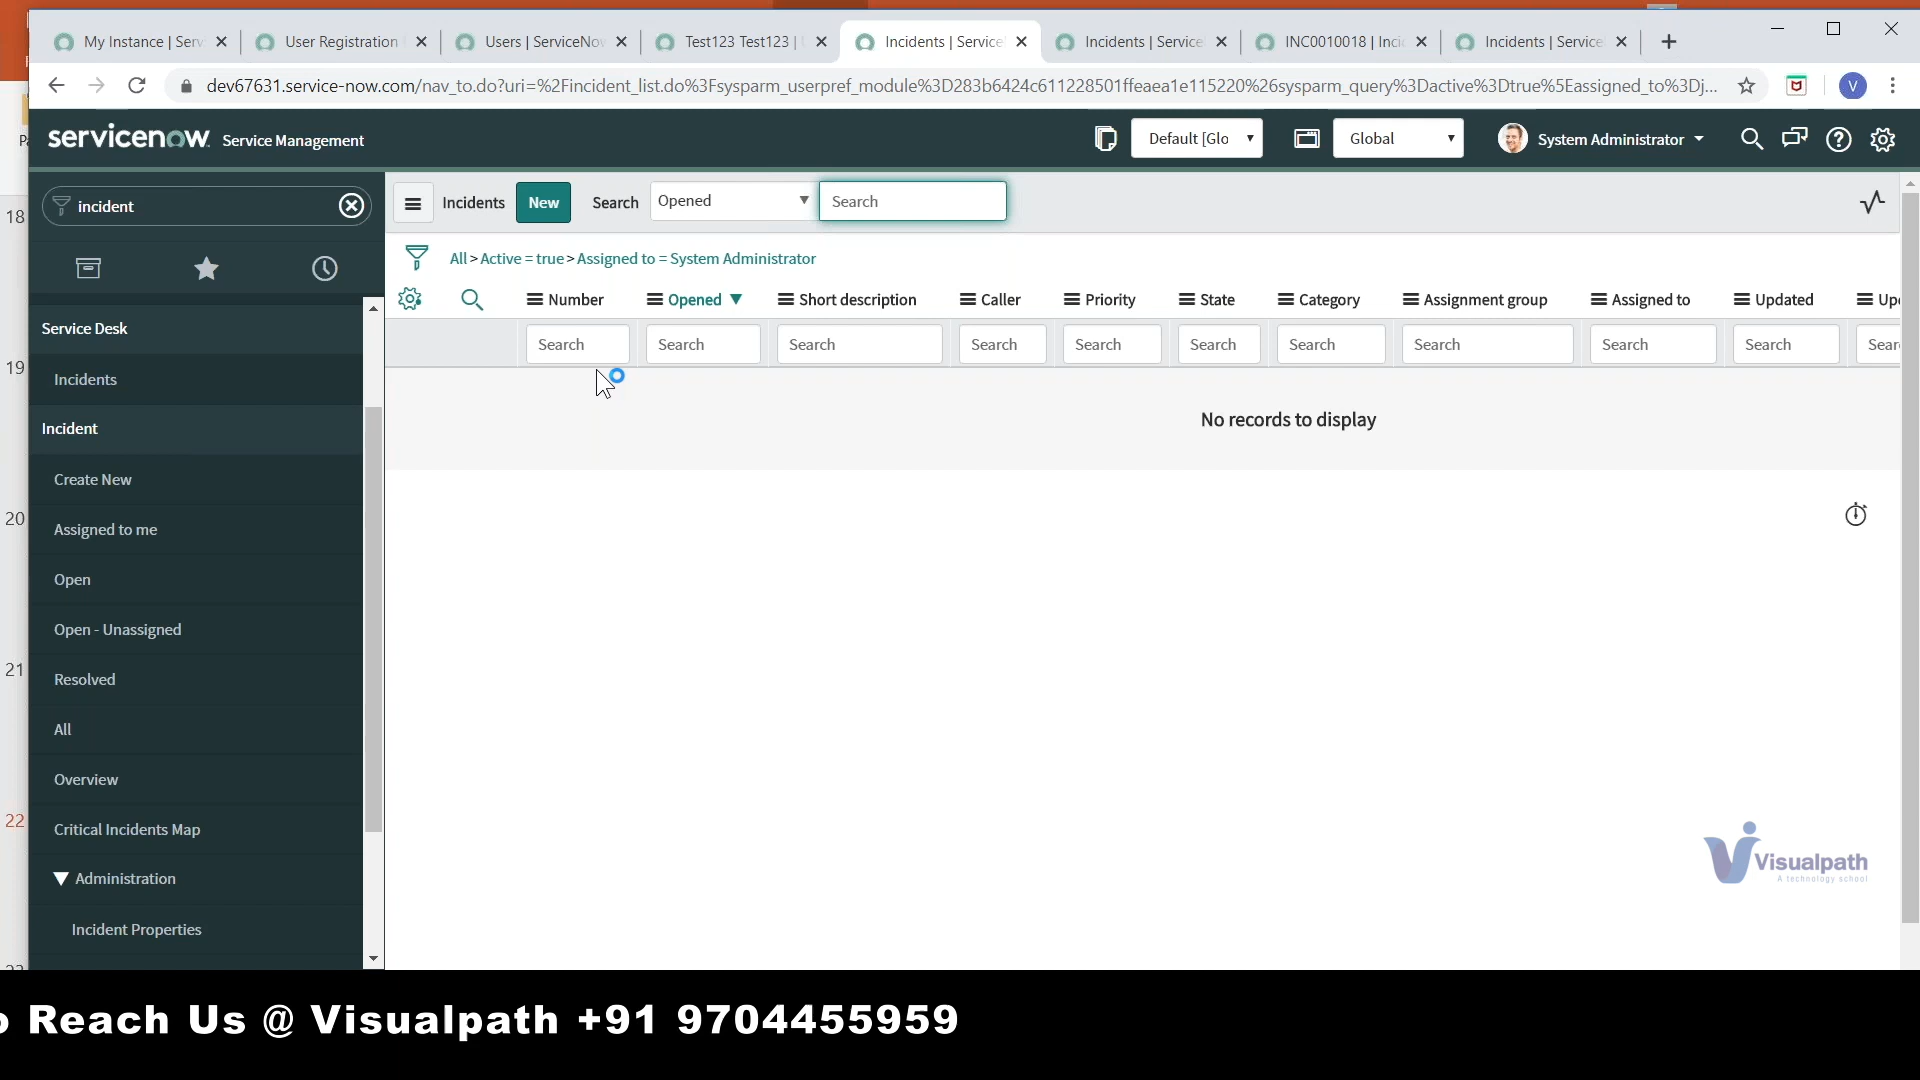 My Instance | Serv
User Registration
Users | ServiceNow
Test123 Test123 |
Incidents | Service
Incidents | Service
INC0010018 | Inci
Incidents | Service
dev67631.service-now.com/nav_to.do?uri=%2Fincident_list.do%3Fsysparm_userpref_module%3D283b6424c611228501ffeaea1e115220%26sysparm_query%3Dactive%3Dtrue%5Eassigned_to%3Dj...
V
servicenow Service Management
Default [Glo
Global
System Administrator
incident
Incidents
New
Search
Opened
Search
All > Active = true > Assigned to = System Administrator
Number
Opened
Short description
Caller
Priority
State
Category
Assignment group
Assigned to
Updated
Search
Search
Search
Search
Search
Search
Search
Search
Search
Search
No records to display
Service Desk
Incidents
Incident
Create New
Assigned to me
Open
Open - Unassigned
Resolved
All
Overview
Critical Incidents Map
Administration
Incident Properties
18
19
20
21
22
Visualpath
A technology school
o Reach Us @ Visualpath +91 9704455959